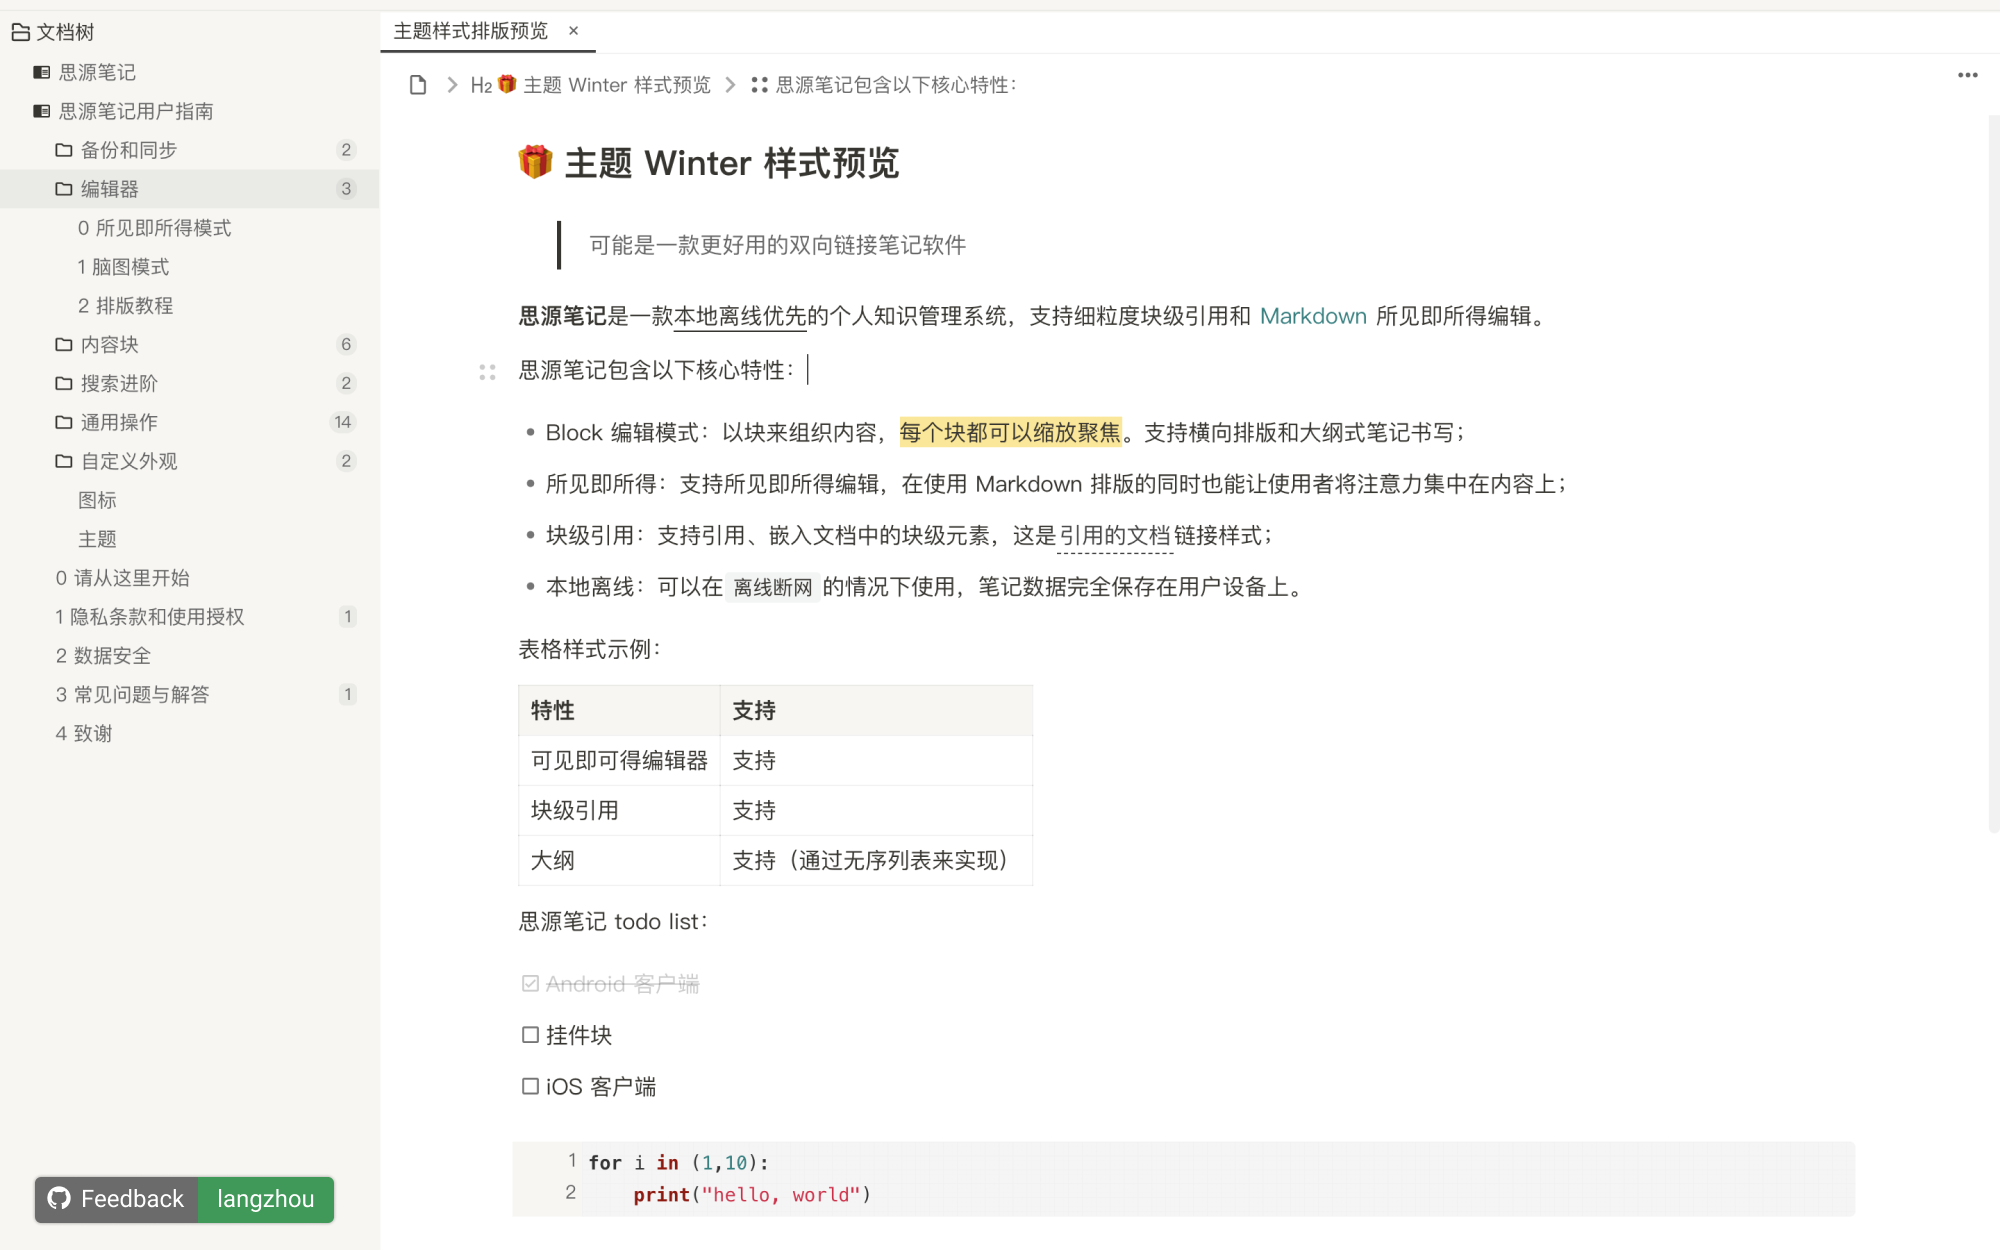 文档树
思源笔记
思源笔记用户指南
备份和同步 2
编辑器 3
0 所见即所得模式
1 脑图模式
2 排版教程
内容块 6
搜索进阶 2
通用操作 14
自定义外观 2
图标
主题
0 请从这里开始
1 隐私条款和使用授权 1
2 数据安全
3 常见问题与解答 1
4 致谢
Feedback langzhou
主题样式排版预览 ×
H2 🎁 主题 Winter 样式预览 思源笔记包含以下核心特性：
🎁 主题 Winter 样式预览
可能是一款更好用的双向链接笔记软件
思源笔记是一款本地离线优先的个人知识管理系统，支持细粒度块级引用和 Markdown 所见即所得编辑。
思源笔记包含以下核心特性：
• Block 编辑模式：以块来组织内容，每个块都可以缩放聚焦。支持横向排版和大纲式笔记书写；
• 所见即所得：支持所见即所得编辑，在使用 Markdown 排版的同时也能让使用者将注意力集中在内容上；
• 块级引用：支持引用、嵌入文档中的块级元素，这是引用的文档链接样式；
• 本地离线：可以在 离线断网 的情况下使用，笔记数据完全保存在用户设备上。
表格样式示例：
特性 支持
可见即可得编辑器 支持
块级引用 支持
大纲 支持（通过无序列表来实现）
思源笔记 todo list：
Android 客户端
挂件块
iOS 客户端
1 for i in (1,10):
2 print("hello, world")